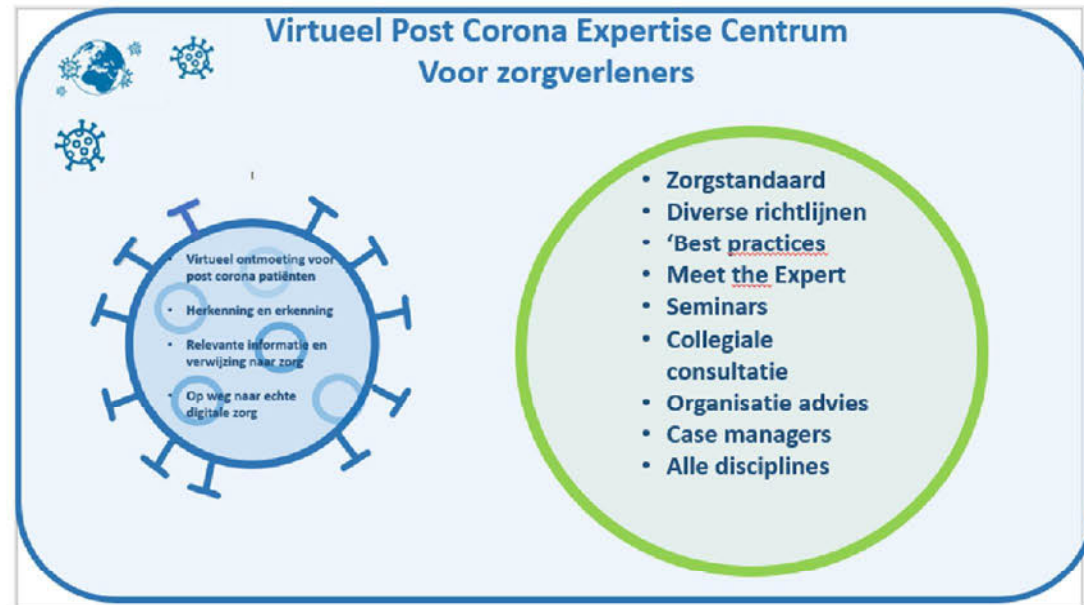 Virtueel Post Corona Expertise Centrum
Voor zorgverleners
• Virtueel ontmoeting voor
post corona patiënten
• Herkenning en erkenning
• Relevante informatie en
verwijzing naar zorg
• Op weg naar echte
digitale zorg
• Zorgstandaard
• Diverse richtlijnen
• ‘Best practices
• Meet the Expert
• Seminars
• Collegiale
consultatie
• Organisatie advies
• Case managers
• Alle disciplines